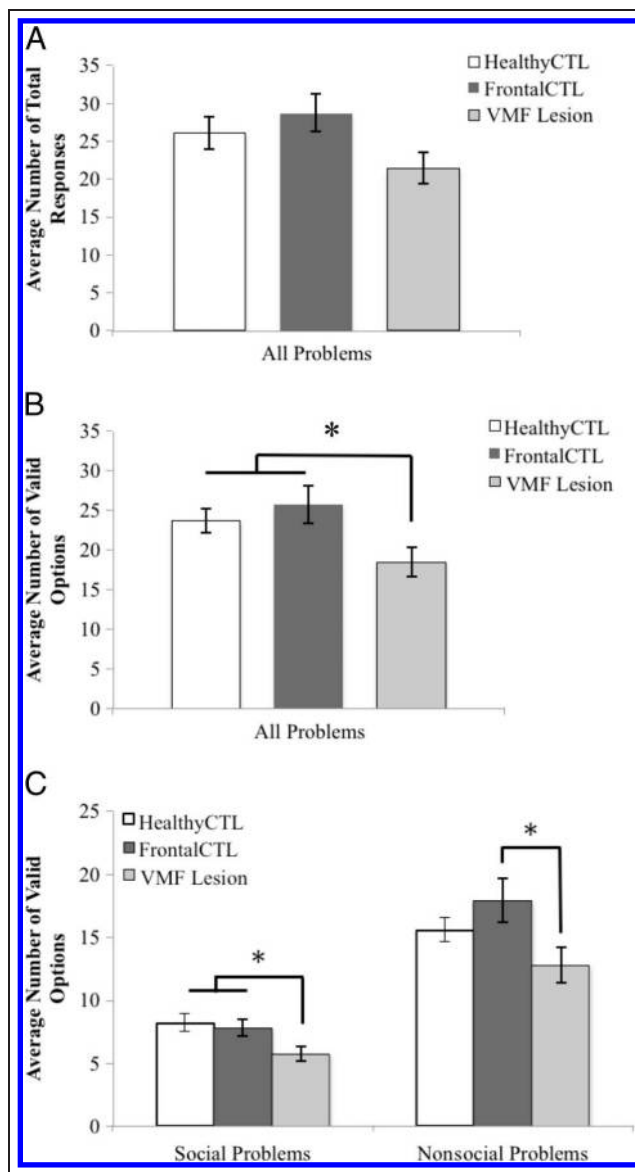 A
35
30
25
20
15
10
5
0
Average Number of Total
Responses
HealthyCTL
FrontalCTL
VMF Lesion
All Problems
B
35
30
25
20
15
10
5
0
Average Number of Valid
Options
*
HealthyCTL
FrontalCTL
VMF Lesion
All Problems
C
25
20
15
10
5
0
Average Number of Valid
Options
HealthyCTL
FrontalCTL
VMF Lesion
*
*
Social Problems
Nonsocial Problems